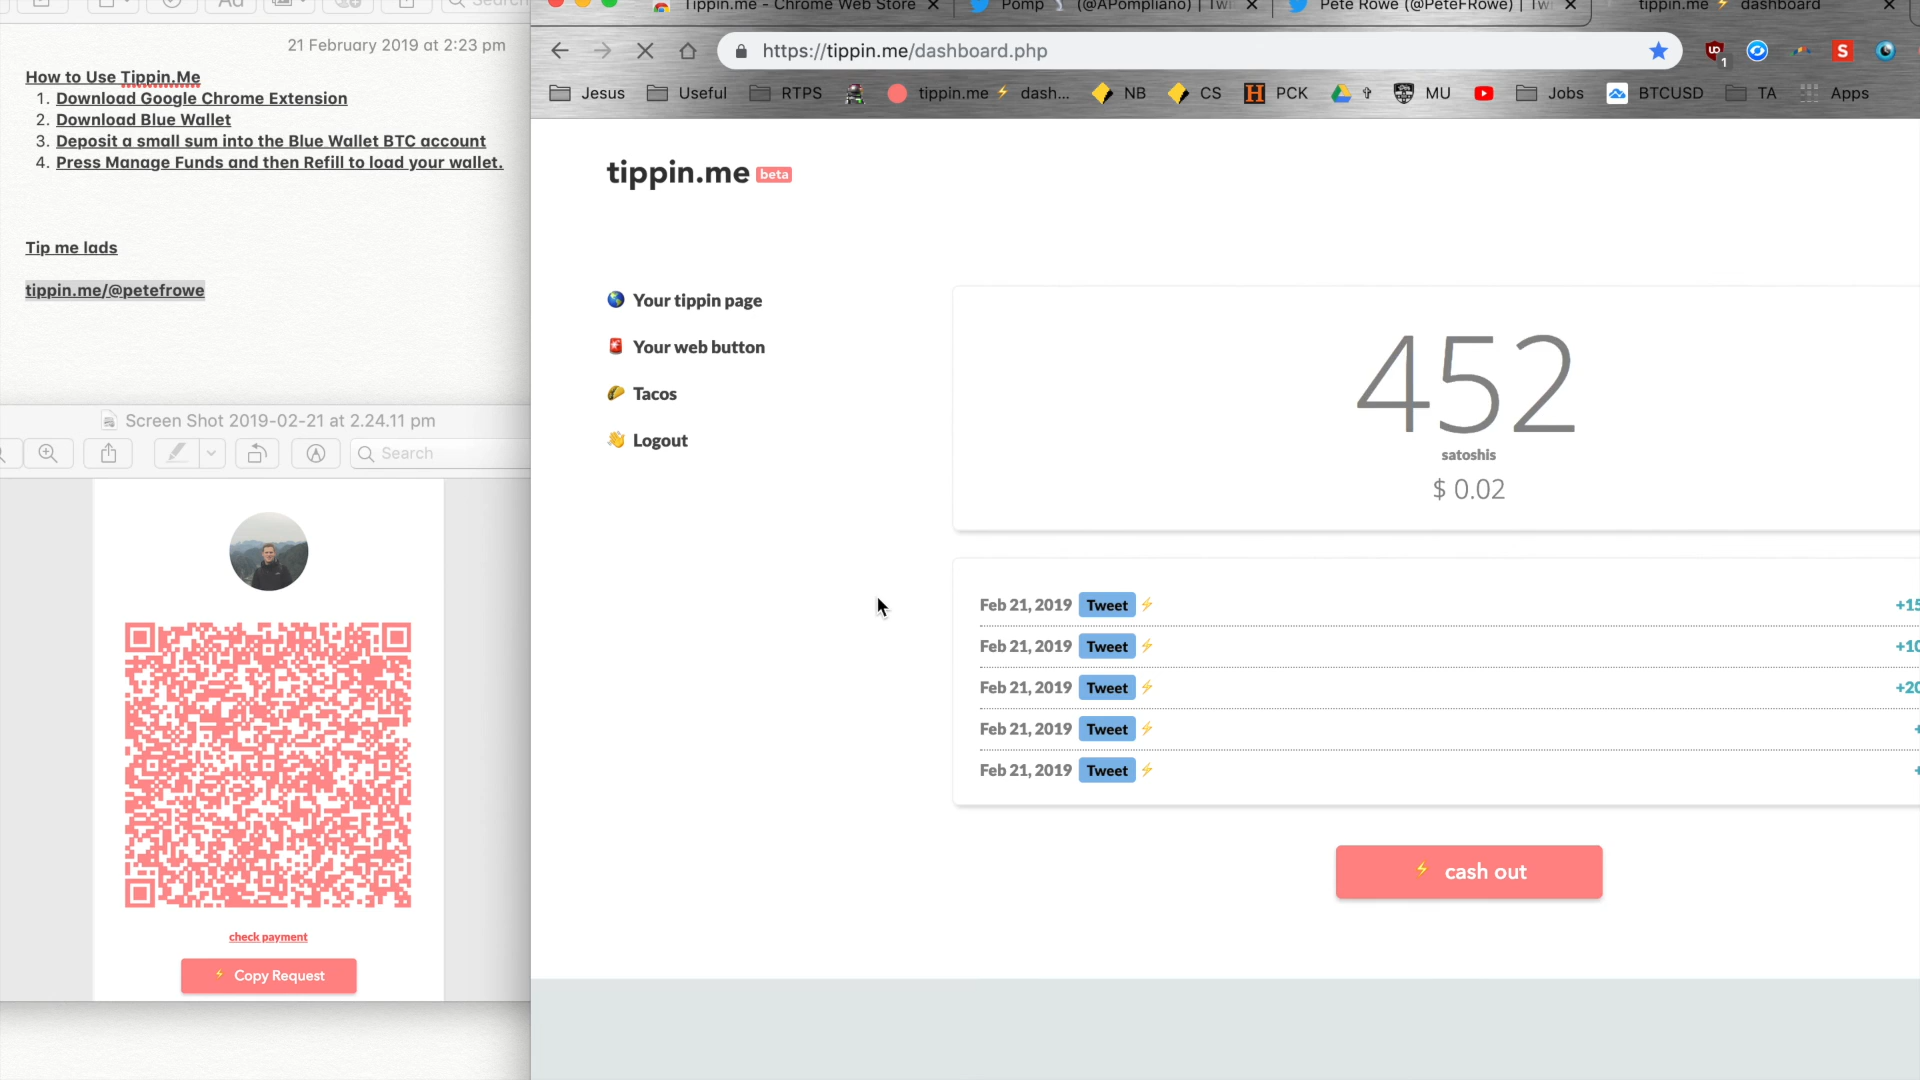 21 February 2019 at 2:23 pm
How to Use Tippin.Me
1. Download Google Chrome Extension
2. Download Blue Wallet
3. Deposit a small sum into the Blue Wallet BTC account
4. Press Manage Funds and then Refill to load your wallet.
Tip me lads
tippin.me/@petefrowe
Screen Shot 2019-02-21 at 2.24.11 pm
Search
check payment
⚡ Copy Request
Tippin.me - Chrome Web Store
Pomp (@APompliano) | Twi
Pete Rowe (@PeteFRowe) | Tw
tippin.me ⚡ dashboard
https://tippin.me/dashboard.php
Jesus Useful RTPS tippin.me ⚡ dash... NB CS PCK ✝ MU Jobs BTCUSD TA Apps
tippin.me beta
Your tippin page
Your web button
Tacos
Logout
452
satoshis
$ 0.02
Feb 21, 2019 Tweet ⚡
Feb 21, 2019 Tweet ⚡
Feb 21, 2019 Tweet ⚡
Feb 21, 2019 Tweet ⚡
Feb 21, 2019 Tweet ⚡
⚡ cash out